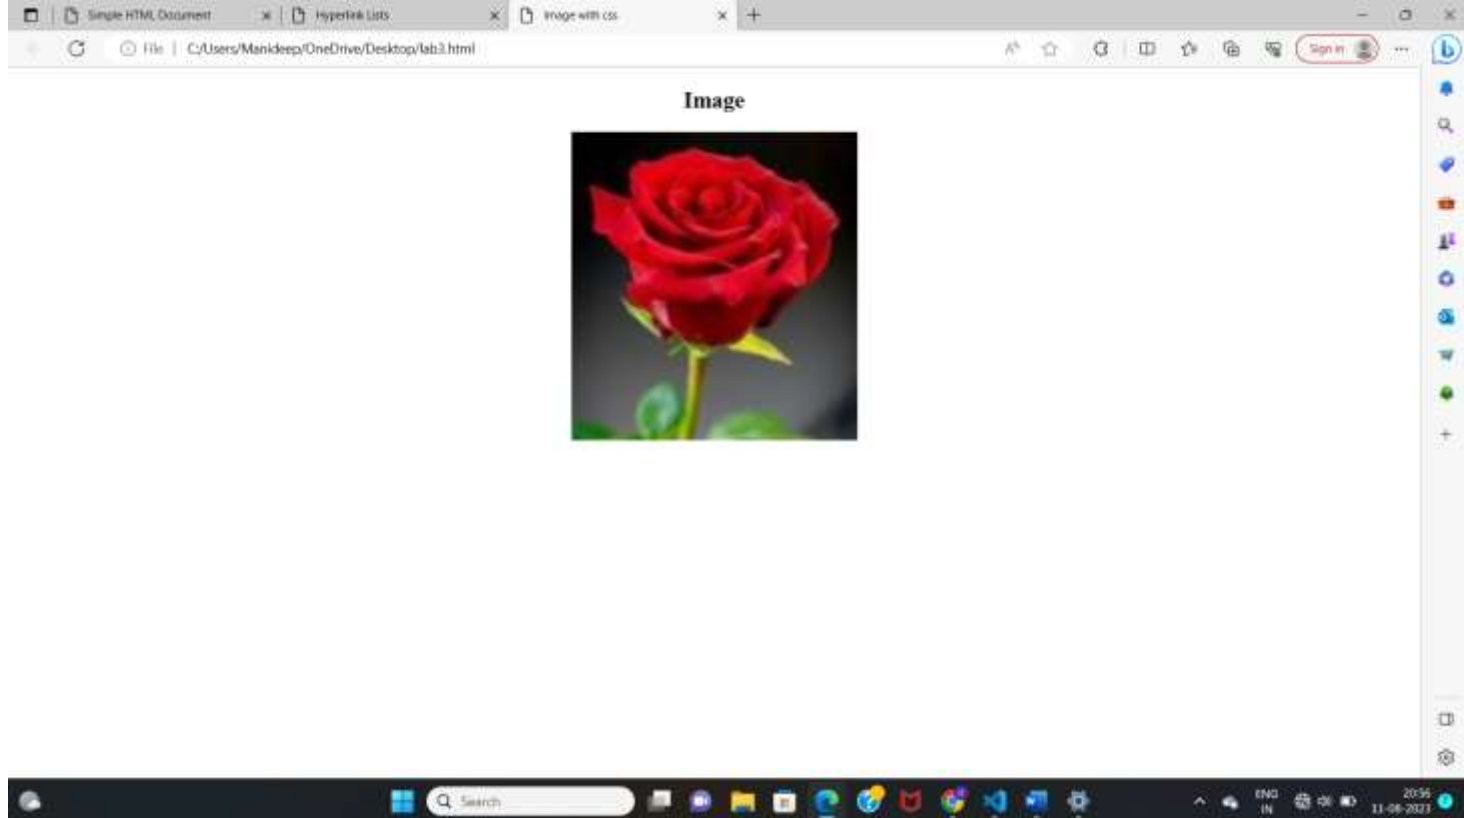 Simple HTML Document
Hyperlink Lists
Image with css
File
C:/Users/Manideep/OneDrive/Desktop/lab3.html
Sign in
Image
Search
ENG
IN
20:56
11-08-2023